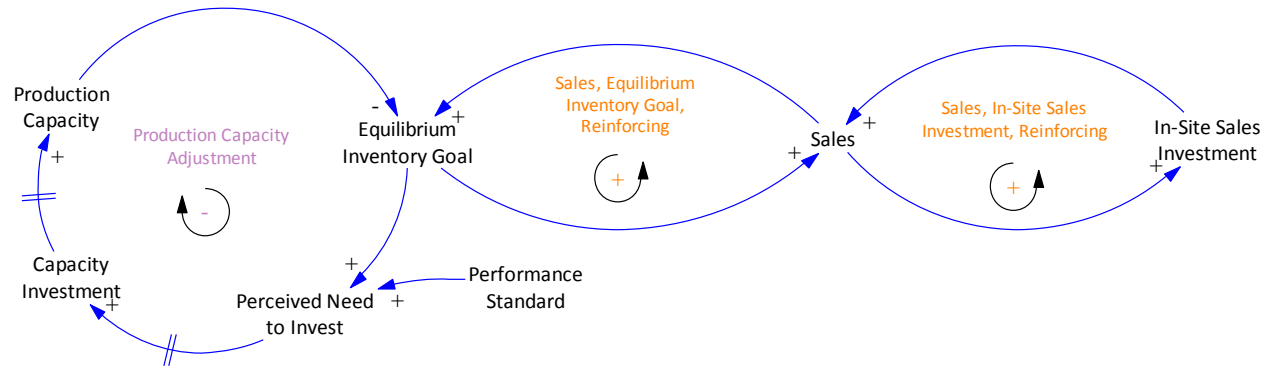 Production
Capacity
Production Capacity
Adjustment
-
Equilibrium
Inventory Goal
-
+
Sales, Equilibrium
Inventory Goal,
Reinforcing
+
Sales
+
+
Sales, In-Site Sales
Investment, Reinforcing
+
In-Site Sales
Investment
+
+
Capacity
Investment
+
Perceived Need
to Invest
+
+
Performance
Standard